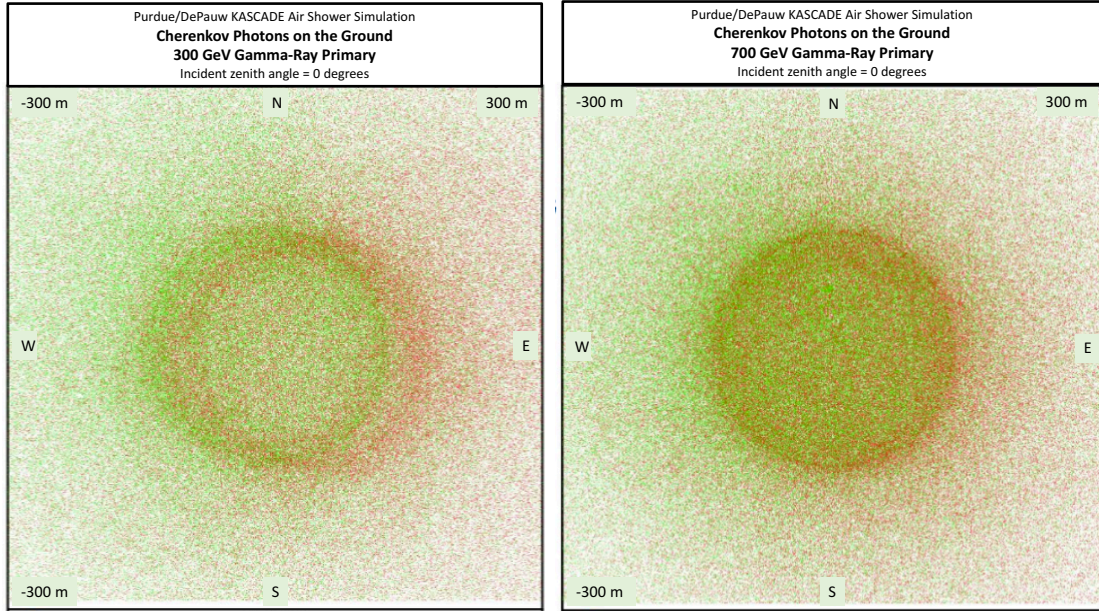 Purdue/DePauw KASCADE Air Shower Simulation
Cherenkov Photons on the Ground
300 GeV Gamma-Ray Primary
Incident zenith angle = 0 degrees
-300 m
N
300 m
W
E
-300 m
S
Purdue/DePauw KASCADE Air Shower Simulation
Cherenkov Photons on the Ground
700 GeV Gamma-Ray Primary
Incident zenith angle = 0 degrees
-300 m
N
300 m
W
E
-300 m
S